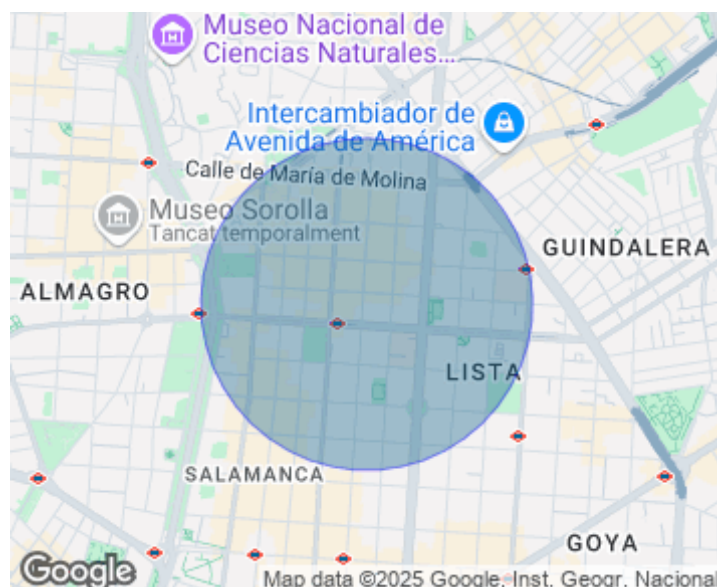 Museo Nacional de
Ciencias Naturales...
Intercambiador de
Avenida de América
Calle de María de Molina
Museo Sorolla
Tancat temporalment
GUINDALERA
ALMAGRO
LISTA
SALAMANCA
GOYA
Google
Map data ©2025 Google, Inst. Geogr. Nacional